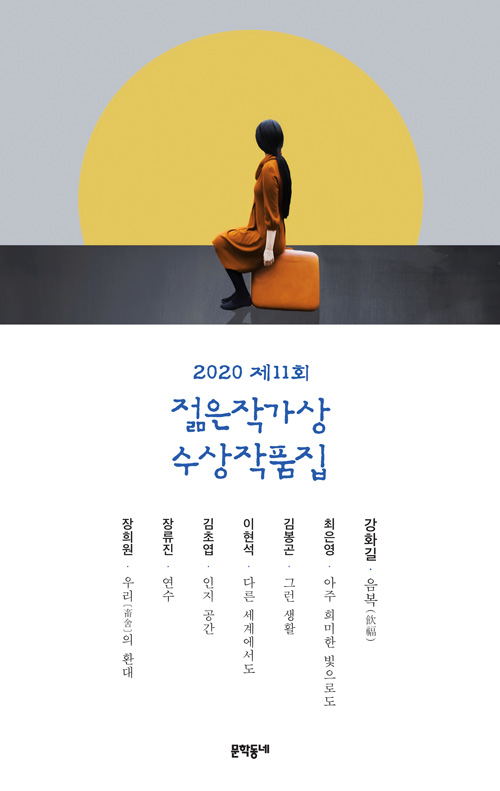 2020 제11회
젊은작가상
수상작품집
강화길 · 음복(飮福)
최은영 · 아주 희미한 빛으로도
김봉곤 · 그런 생활
이현석 · 다른 세계에서도
김초엽 · 인지 공간
장류진 · 연수
장희원 · 우리[畜舍]의 환대
문학동네